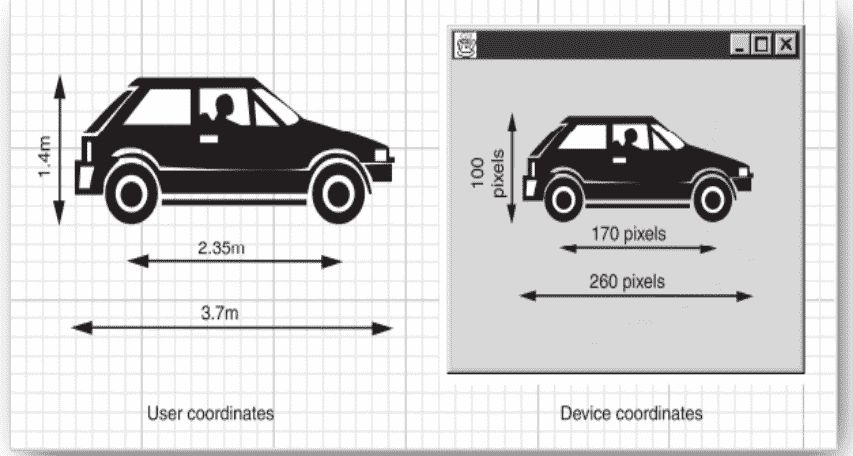 1.4m
2.35m
3.7m
User coordinates
100
pixels
170 pixels
260 pixels
Device coordinates